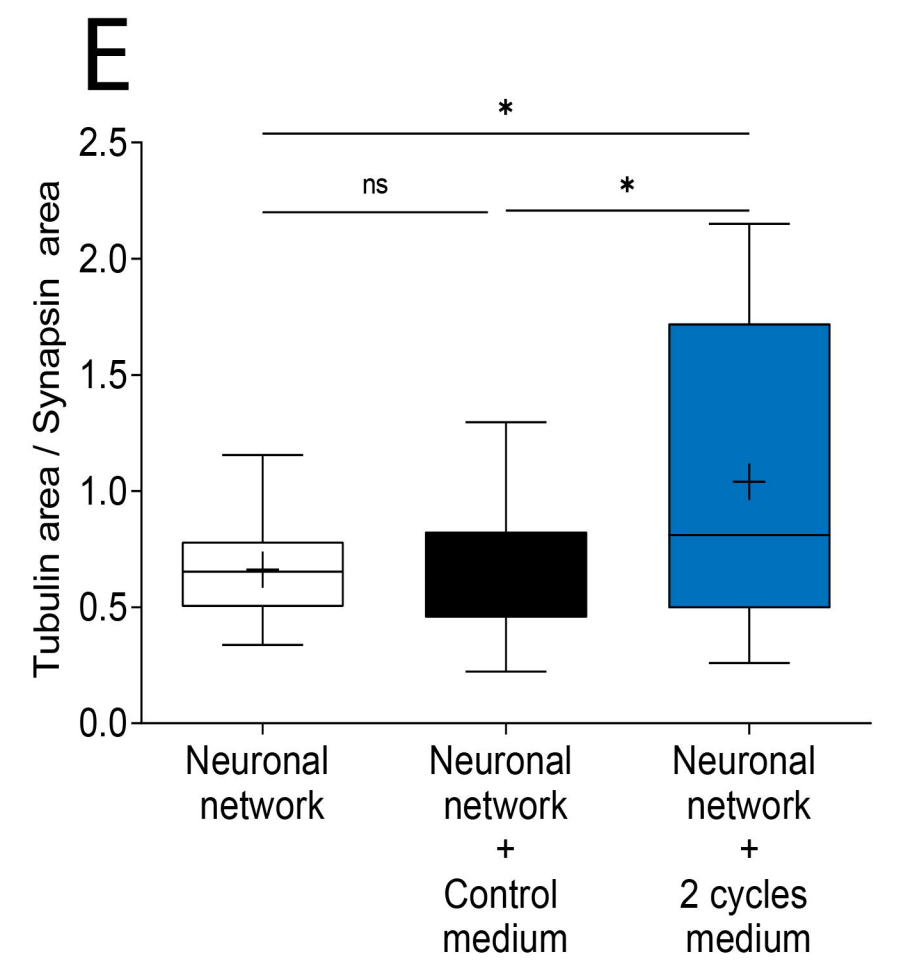 E
*
ns
*
Tubulin area / Synapsin area
2.5
2.0
1.5
1.0
0.5
0.0
Neuronal
network
Neuronal
network
+
Control
medium
Neuronal
network
+
2 cycles
medium